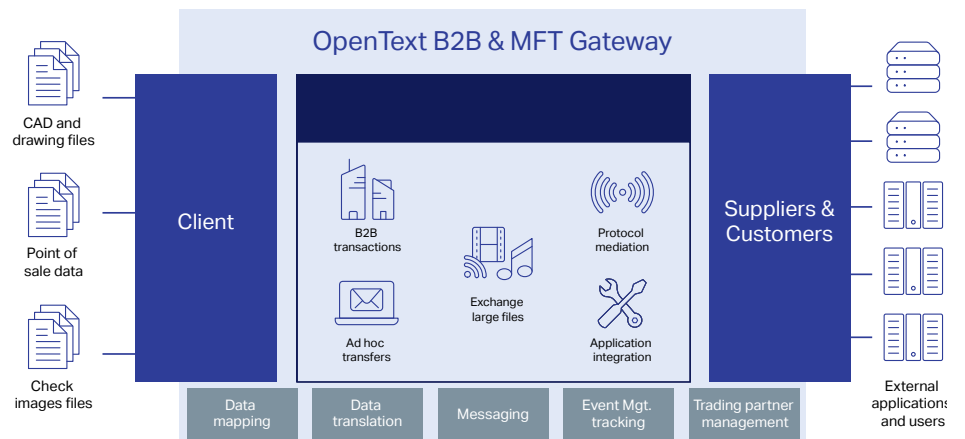 OpenText B2B & MFT Gateway
CAD and
drawing files
Point of
sale data
Check
images files
Client
B2B
transactions
Ad hoc
transfers
Exchange
large files
Protocol
mediation
Application
integration
Suppliers &
Customers
External
applications
and users
Data
mapping
Data
translation
Messaging
Event Mgt.
tracking
Trading partner
management